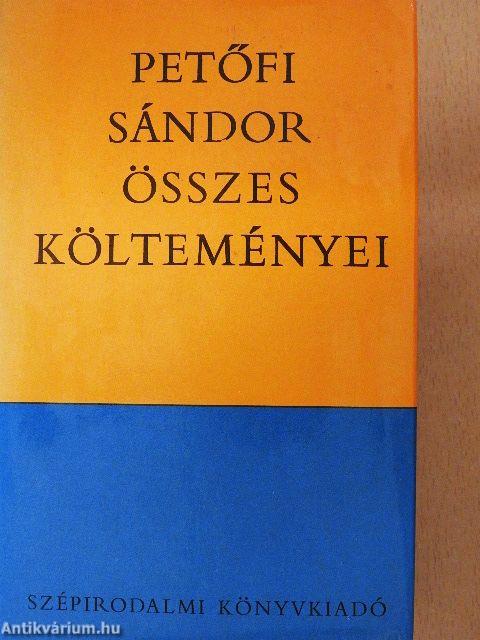 PETŐFI
SÁNDOR
ÖSSZES
KÖLTEMÉNYEI
SZÉPIRODALMI KÖNYVKIADÓ
Antikvárium.hu